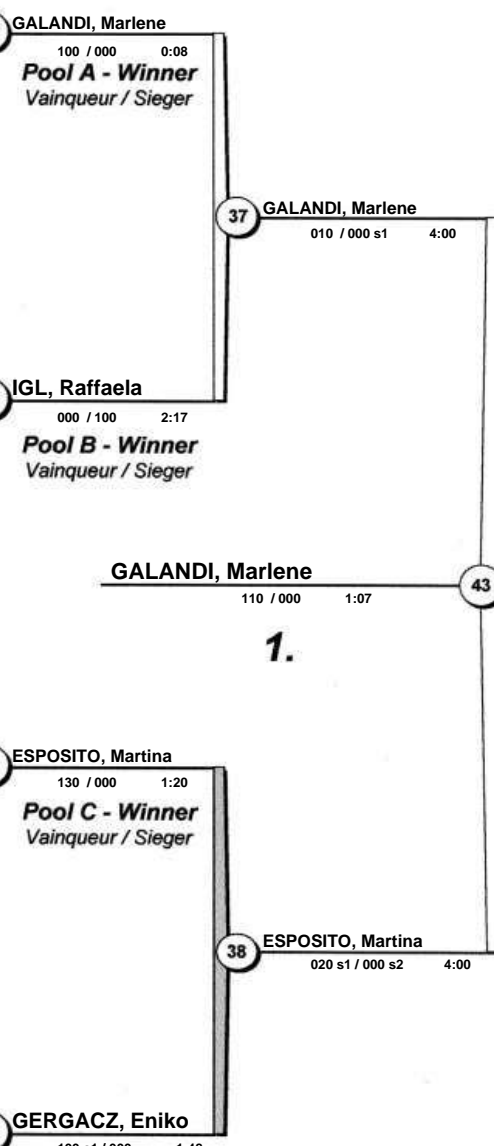 GALANDI, Marlene
100 / 000 0:08
Pool A - Winner
Vainqueur / Sieger
37
GALANDI, Marlene
010 / 000 s1 4:00
IGL, Raffaela
000 / 100 2:17
Pool B - Winner
Vainqueur / Sieger
GALANDI, Marlene
43
110 / 000 1:07
1.
ESPOSITO, Martina
130 / 000 1:20
Pool C - Winner
Vainqueur / Sieger
38
ESPOSITO, Martina
020 s1 / 000 s2 4:00
GERGACZ, Eniko